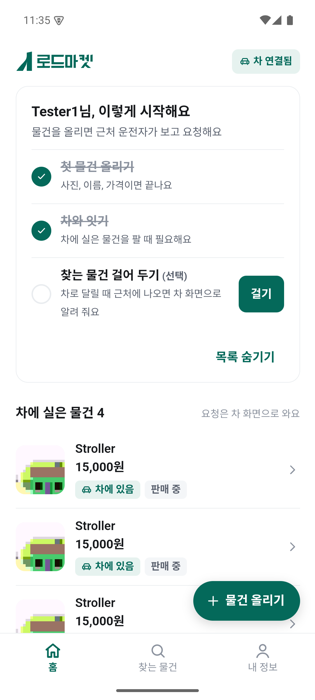 11:35
로드마켓
차 연결됨
Tester1님, 이렇게 시작해요
물건을 올리면 근처 운전자가 보고 요청해요
첫 물건 올리기
사진, 이름, 가격이면 끝나요
차와 잇기
차에 실은 물건을 팔 때 필요해요
찾는 물건 걸어 두기 (선택)
차로 달릴 때 근처에 나오면 차 화면으로
알려 줘요
걸기
목록 숨기기
차에 실은 물건 4
요청은 차 화면으로 와요
Stroller
15,000원
차에 있음
판매 중
Stroller
15,000원
차에 있음
판매 중
Stroller
15,000원
+ 물건 올리기
홈
찾는 물건
내 정보